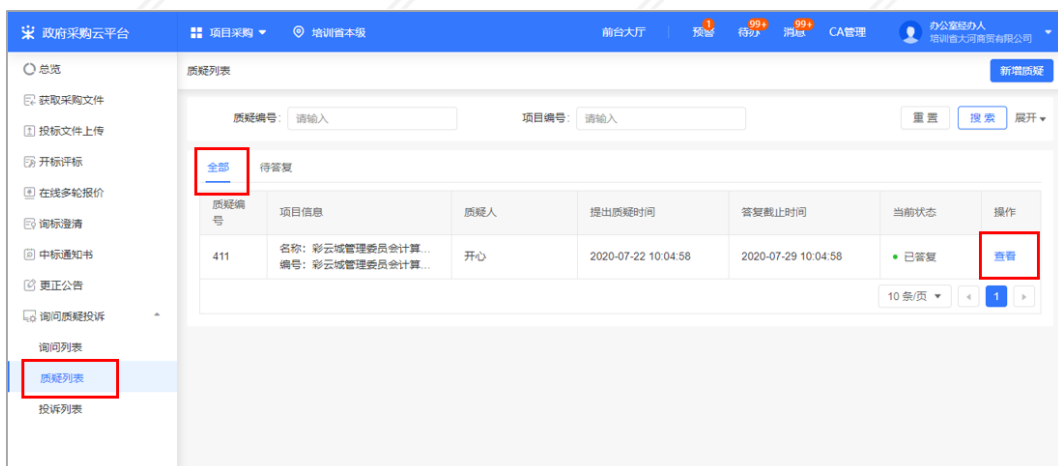 政府采购云平台
项目采购
培训省本级
前台大厅
预警
1
待办
99+
消息
99+
CA管理
办公室经办人
培训省大河商贸有限公司
总览
获取采购文件
投标文件上传
开标评标
在线多轮报价
询标澄清
中标通知书
更正公告
询问质疑投诉
询问列表
质疑列表
投诉列表
质疑列表
新增质疑
质疑编号: 请输入
项目编号: 请输入
重置
搜索
展开
全部
待答复
质疑编
号
项目信息
质疑人
提出质疑时间
答复截止时间
当前状态
操作
411
名称：彩云城管理委员会计算...
编号：彩云城管理委员会计算...
开心
2020-07-22 10:04:58
2020-07-29 10:04:58
已答复
查看
10 条/页
1